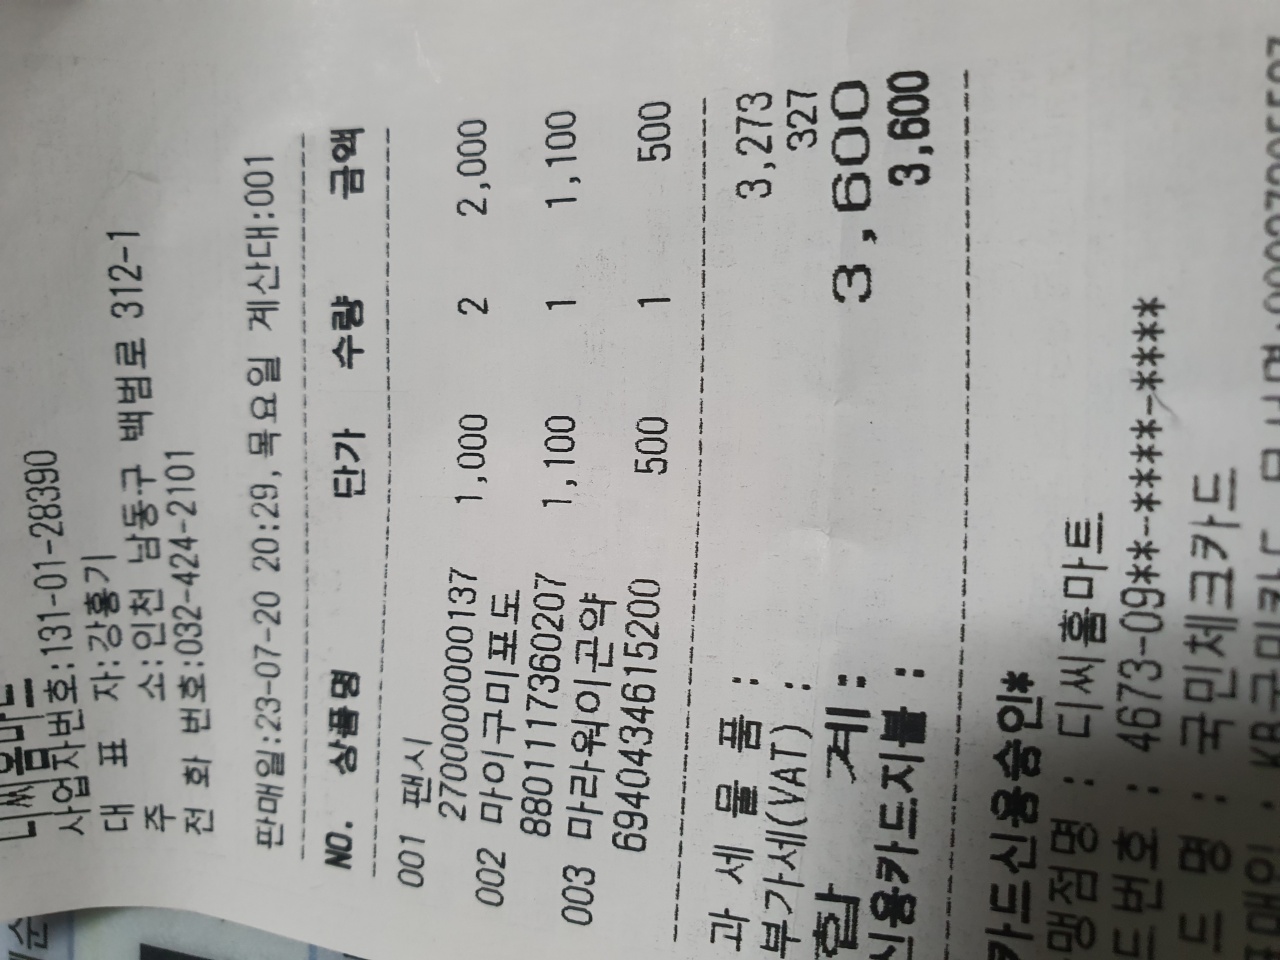 디씨홈마트
사업자번호:131-01-28390
대 표 자:강흥기
주 소:인천 남동구 백범로 312-1
전 화 번호:032-424-2101
판매일:23-07-20 20:29,목요일 계산대:001
NO. 상품명 단가 수량 금액
001 팬시
2700000000137 1,000 2 2,000
002 마이구미포도
8801117360207 1,100 1 1,100
003 마라워이곤약
6940434615200 500 1 500
과 세 물 품 : 3,273
부가세(VAT) : 327
합 계: 3,600
신용카드지불 : 3,600
카드신용승인*
맹점명 : 디씨홈마트
드번호 : 4673-09**-****-****
드 명 : 국민체크카드